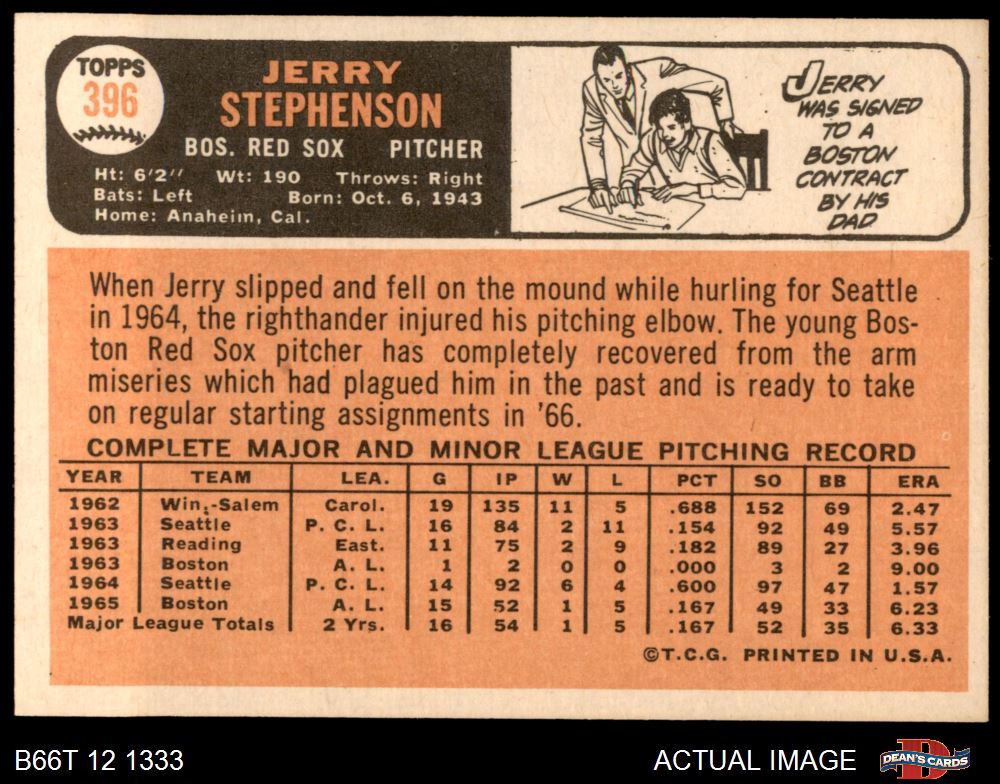 TOPPS
396
JERRY
STEPHENSON
BOS. RED SOX PITCHER
Ht: 6'2" Wt: 190 Throws: Right
Bats: Left Born: Oct. 6, 1943
Home: Anaheim, Cal.
JERRY
WAS SIGNED
TO A
BOSTON
CONTRACT
BY HIS
DAD
When Jerry slipped and fell on the mound while hurling for Seattle
in 1964, the righthander injured his pitching elbow. The young Bos-
ton Red Sox pitcher has completely recovered from the arm
miseries which had plagued him in the past and is ready to take
on regular starting assignments in '66.
COMPLETE MAJOR AND MINOR LEAGUE PITCHING RECORD
YEAR TEAM LEA. G IP W L PCT SO BB ERA
1962 Win.-Salem Carol. 19 135 11 5 .688 152 69 2.47
1963 Seattle P. C. L. 16 84 2 11 .154 92 49 5.57
1963 Reading East. 11 75 2 9 .182 89 27 3.96
1963 Boston A. L. 1 2 0 0 .000 3 2 9.00
1964 Seattle P. C. L. 14 92 6 4 .600 97 47 1.57
1965 Boston A. L. 15 52 1 5 .167 49 33 6.23
Major League Totals 2 Yrs. 16 54 1 5 .167 52 35 6.33
©T.C.G. PRINTED IN U.S.A.
B66T 12 1333 ACTUAL IMAGE DEAN'S CARDS